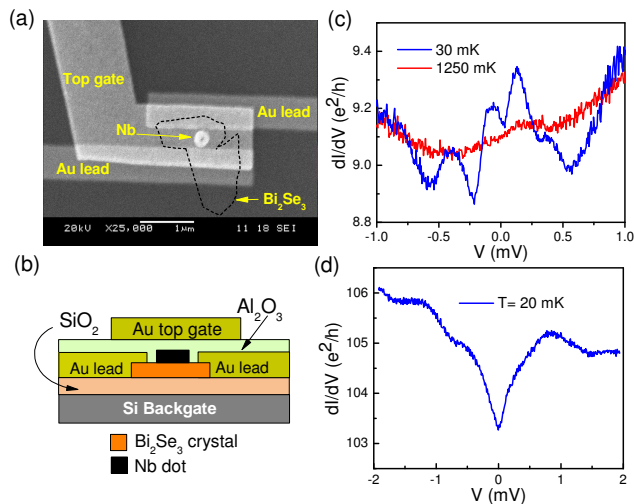 (a)
Top gate
Nb
Au lead
Au lead
Bi₂Se₃
20kV X25,000 1μm 11 18 SEI
(b)
SiO₂
Al₂O₃
Au top gate
Au lead
Au lead
Si Backgate
Bi₂Se₃ crystal
Nb dot
(c)
30 mK
1250 mK
dI/dV (e²/h)
9.4
9.2
9.0
8.8
-1.0 -0.5 0.0 0.5 1.0
V (mV)
(d)
T= 20 mK
dI/dV (e²/h)
106
105
104
103
-2 -1 0 1 2
V (mV)